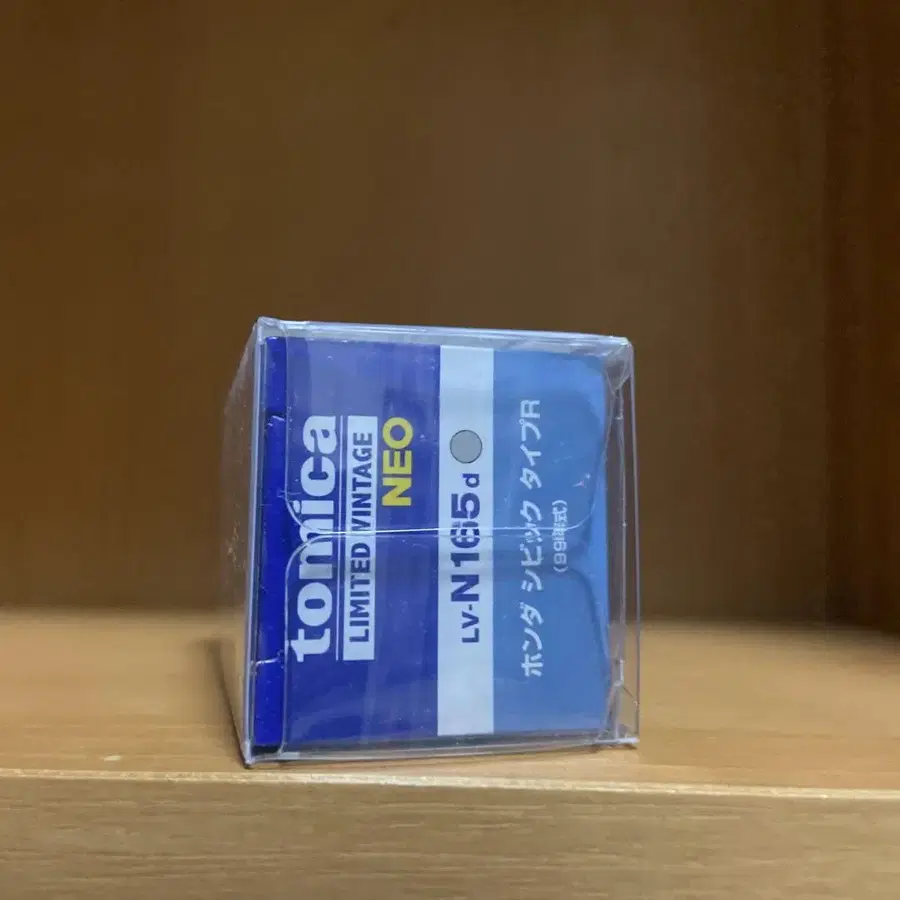 tomica
LIMITED VINTAGE
NEO
LV-N165d
ホンダ シビック タイプR
(99年式)